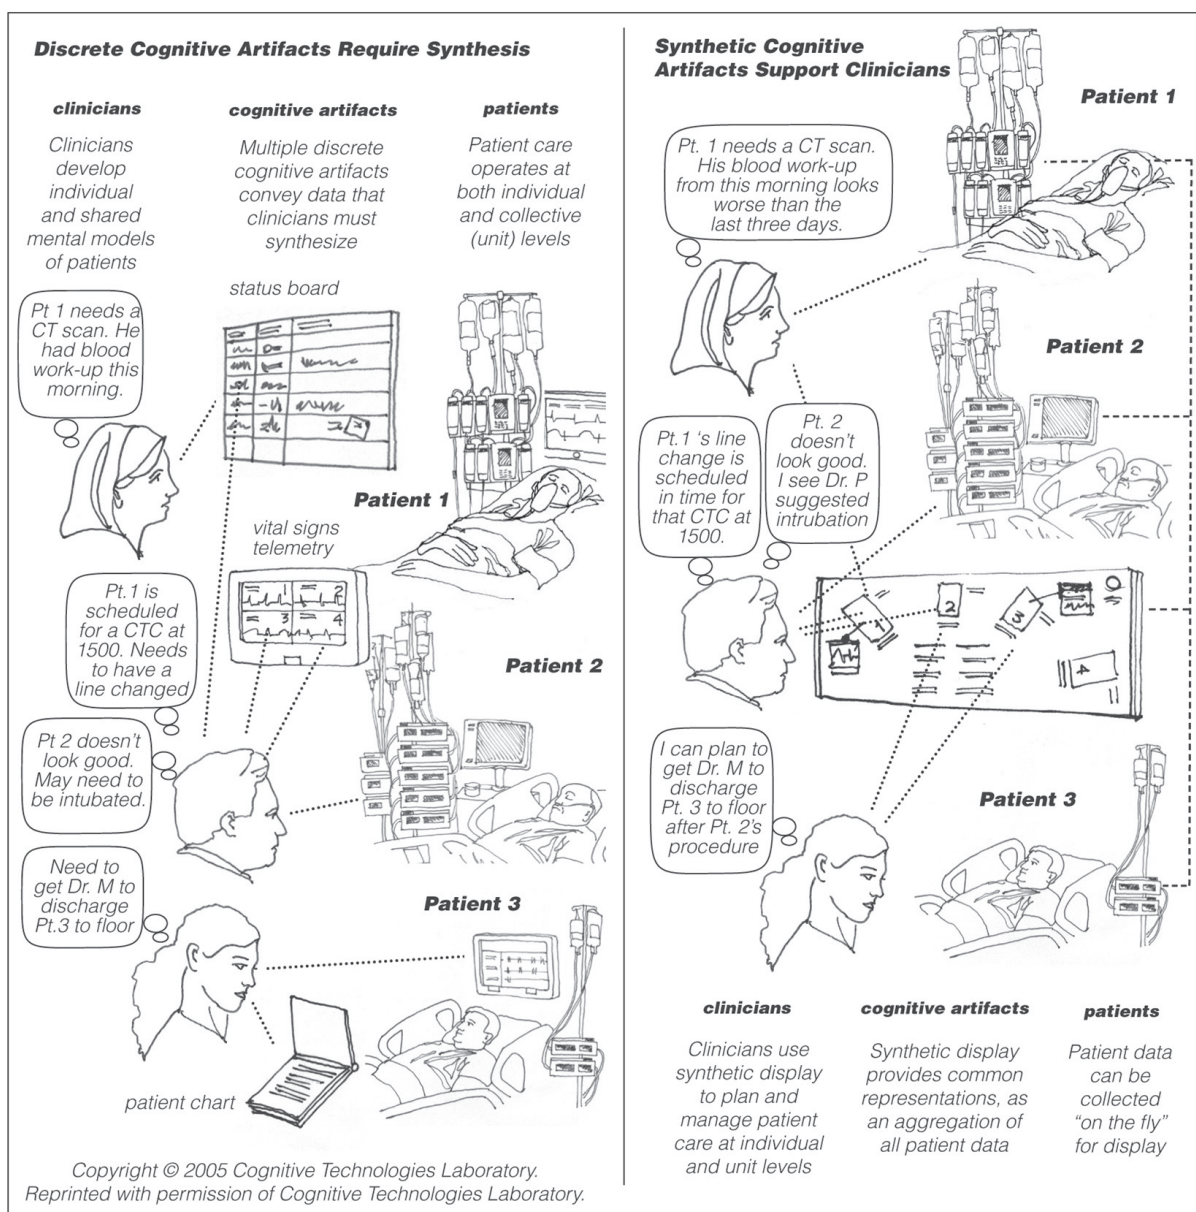 Discrete Cognitive Artifacts Require Synthesis
clinicians
Clinicians
develop
individual
and shared
mental models
of patients
cognitive artifacts
Multiple discrete
cognitive artifacts
convey data that
clinicians must
synthesize
patients
Patient care
operates at
both individual
and collective
(unit) levels
status board
Pt 1 needs a
CT scan. He
had blood
work-up this
morning.
Patient 1
vital signs
telemetry
1
2
3
4
Pt.1 is
scheduled
for a CTC at
1500. Needs
to have a
line changed
Patient 2
Pt 2 doesn't
look good.
May need to
be intubated.
Need to
get Dr. M to
discharge
Pt.3 to floor
Patient 3
patient chart
Copyright © 2005 Cognitive Technologies Laboratory.
Reprinted with permission of Cognitive Technologies Laboratory.
Synthetic Cognitive
Artifacts Support Clinicians
Patient 1
Pt. 1 needs a CT scan.
His blood work-up
from this morning looks
worse than the
last three days.
Patient 2
Pt.1 's line
change is
scheduled
in time for
that CTC at
1500.
Pt. 2
doesn't
look good.
I see Dr. P
suggested
intrubation
1
2
3
4
I can plan to
get Dr. M to
discharge
Pt. 3 to floor
after Pt. 2's
procedure
Patient 3
clinicians
Clinicians use
synthetic display
to plan and
manage patient
care at individual
and unit levels
cognitive artifacts
Synthetic display
provides common
representations, as
an aggregation of
all patient data
patients
Patient data
can be
collected
“on the fly”
for display